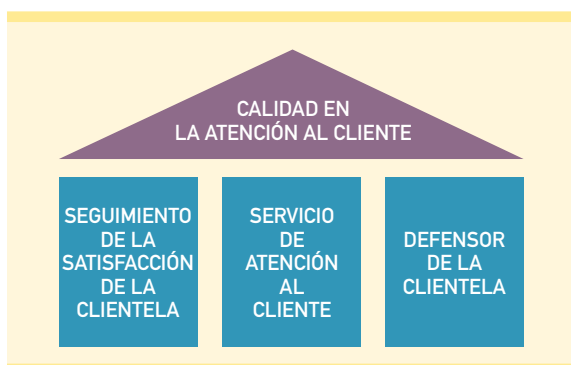 CALIDAD EN
LA ATENCIÓN AL CLIENTE
SEGUIMIENTO
DE LA
SATISFACCIÓN
DE LA
CLIENTELA
SERVICIO
DE
ATENCIÓN
AL
CLIENTE
DEFENSOR
DE LA
CLIENTELA